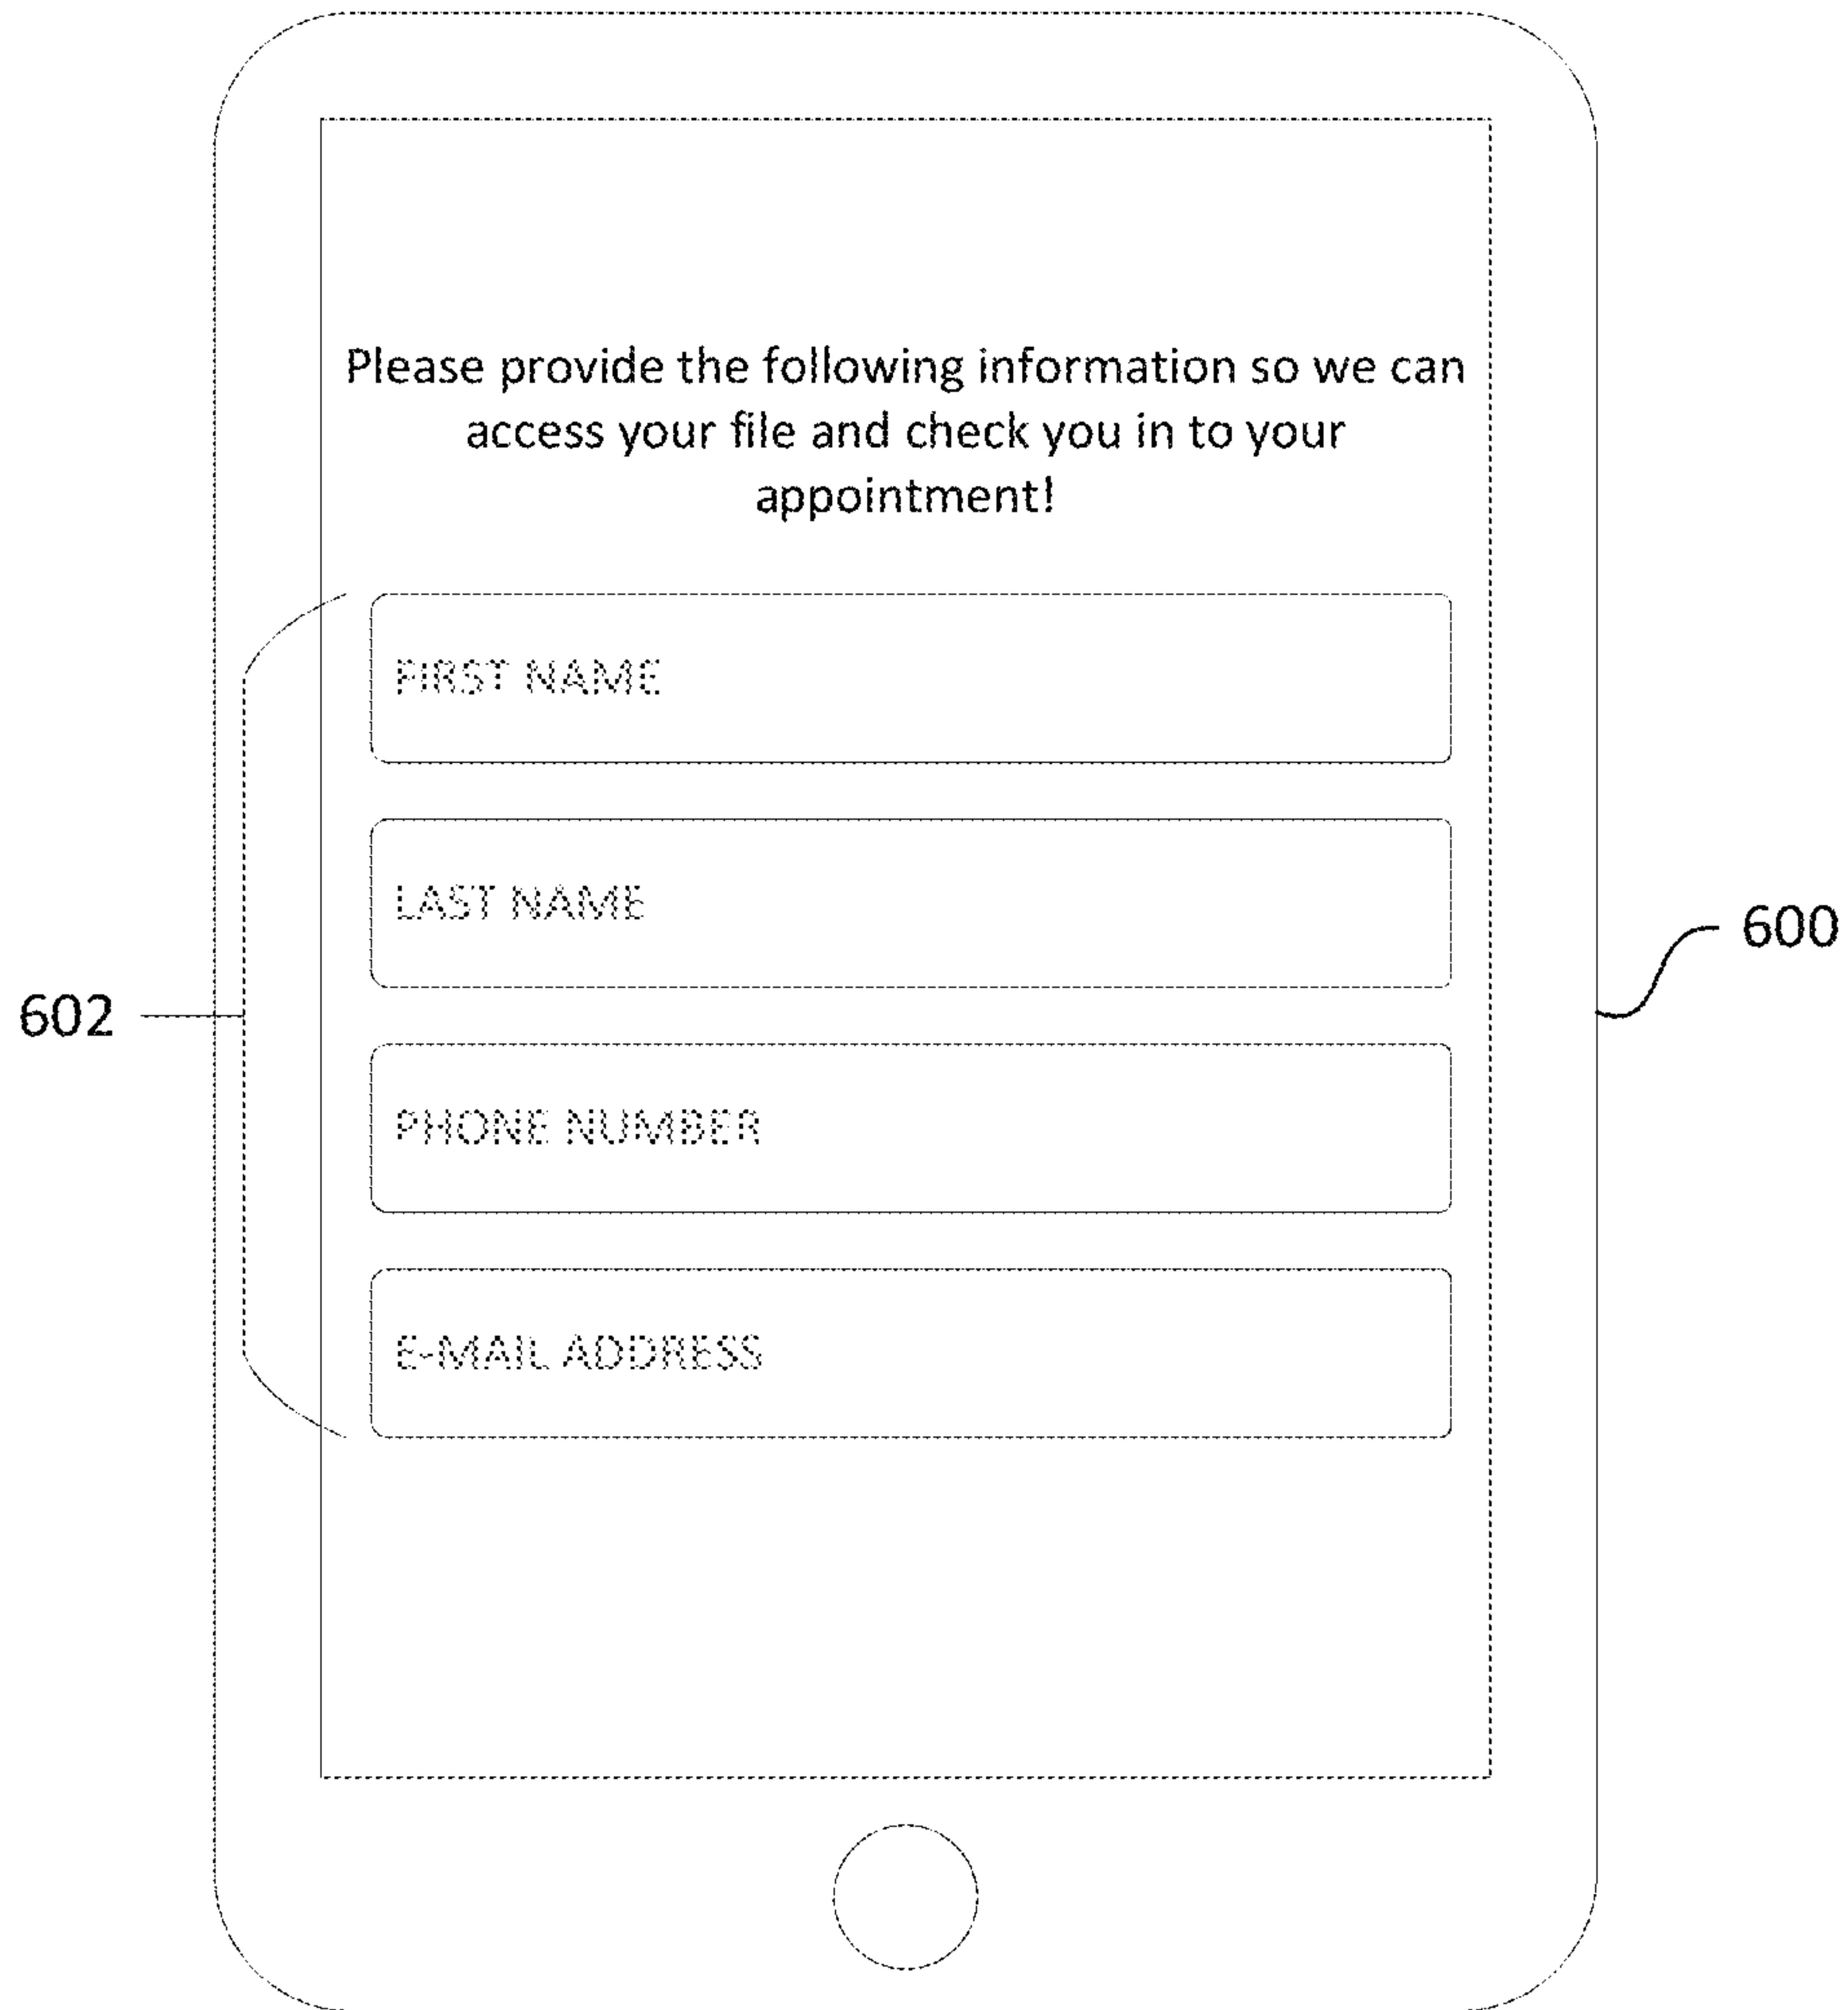 Please provide the following information so we can
access your file and check you in to your
appointment!
FIRST NAME
LAST NAME
600
602
PHONE NUMBER
E-MAIL ADDRESS